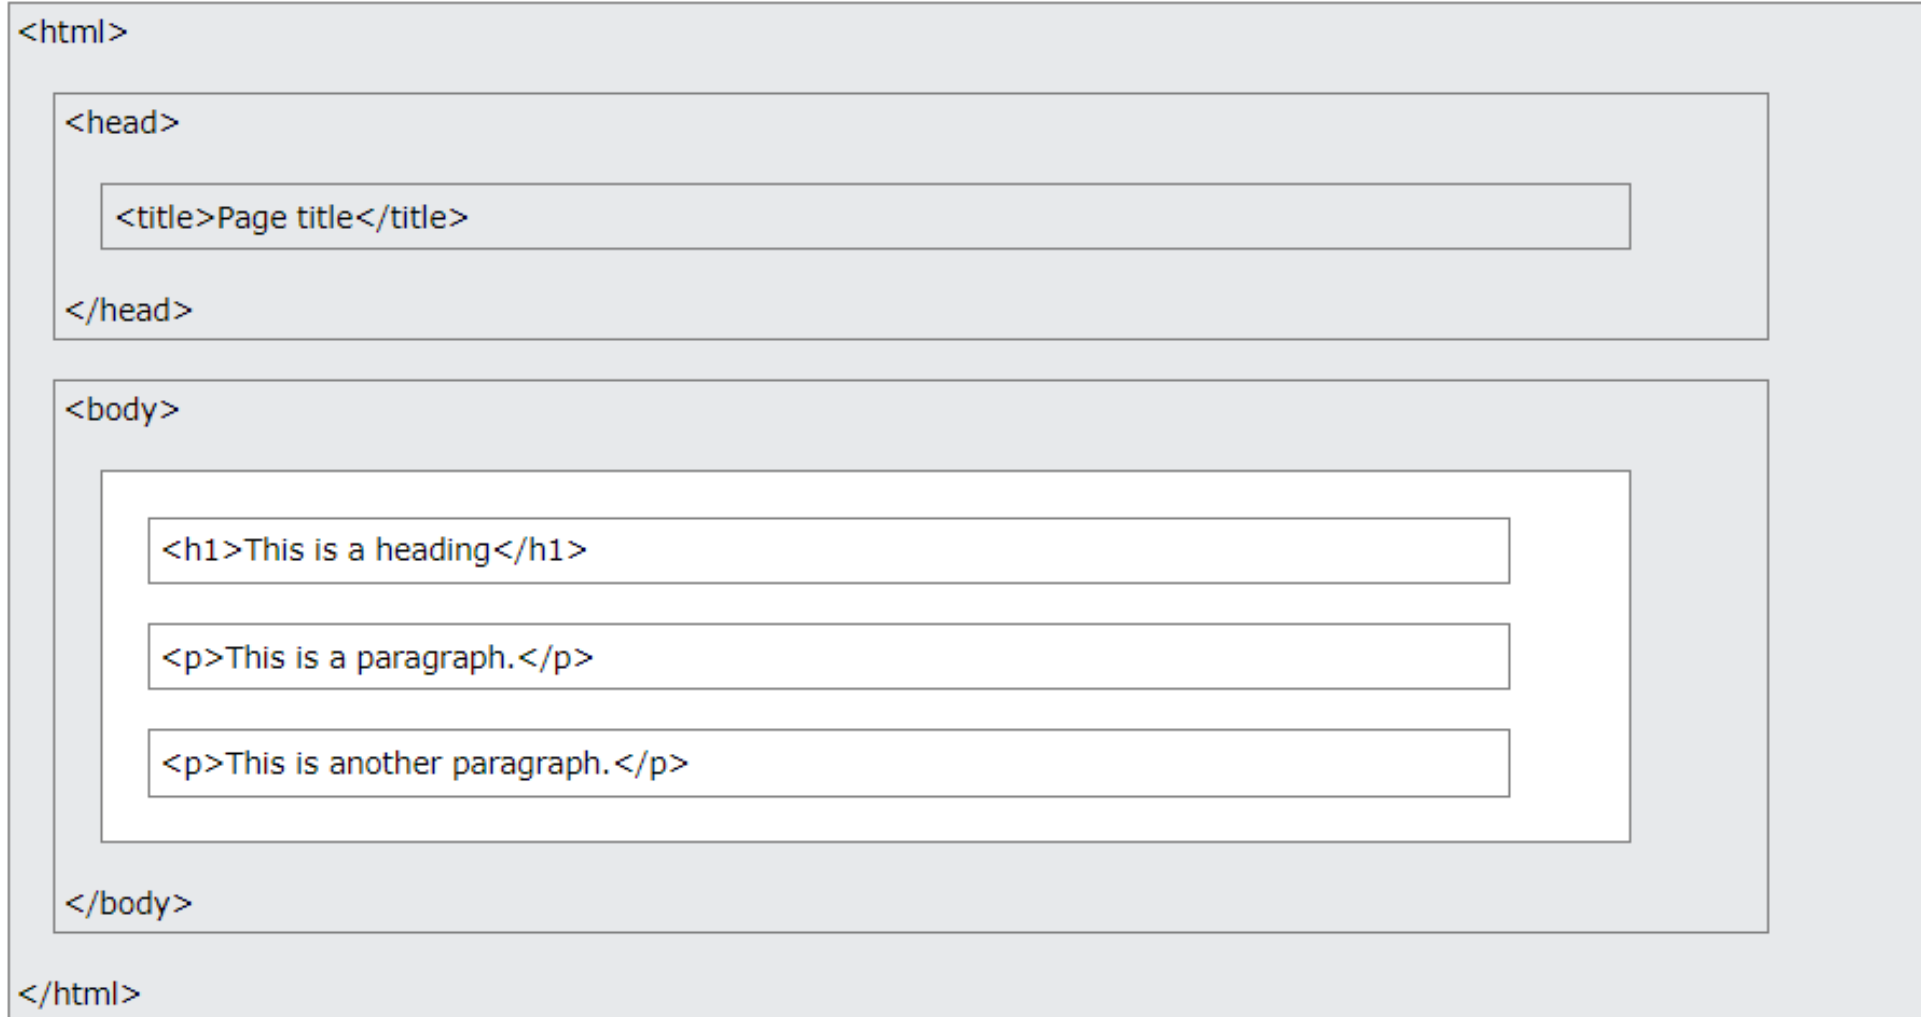 <html>
<head>
<title>Page title</title>
</head>
<body>
<h1>This is a heading</h1>
<p>This is a paragraph.</p>
<p>This is another paragraph.</p>
</body>
</html>